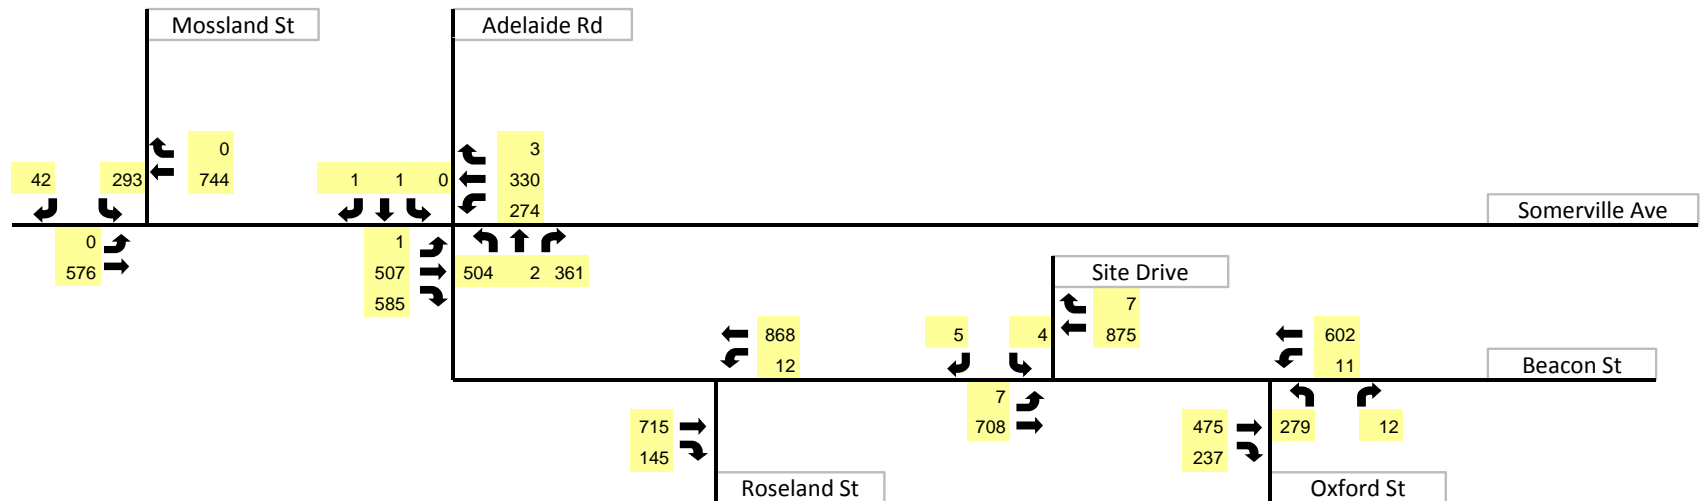 Mossland St
Adelaide Rd
0
3
42 293 744
1 1 0 330
274
Somerville Ave
0
1
576
507 504 2 361
Site Drive
585
7
868
5 4 875
602
12
11
Beacon St
7
715
708
475 279 12
145
237
Roseland St
Oxford St